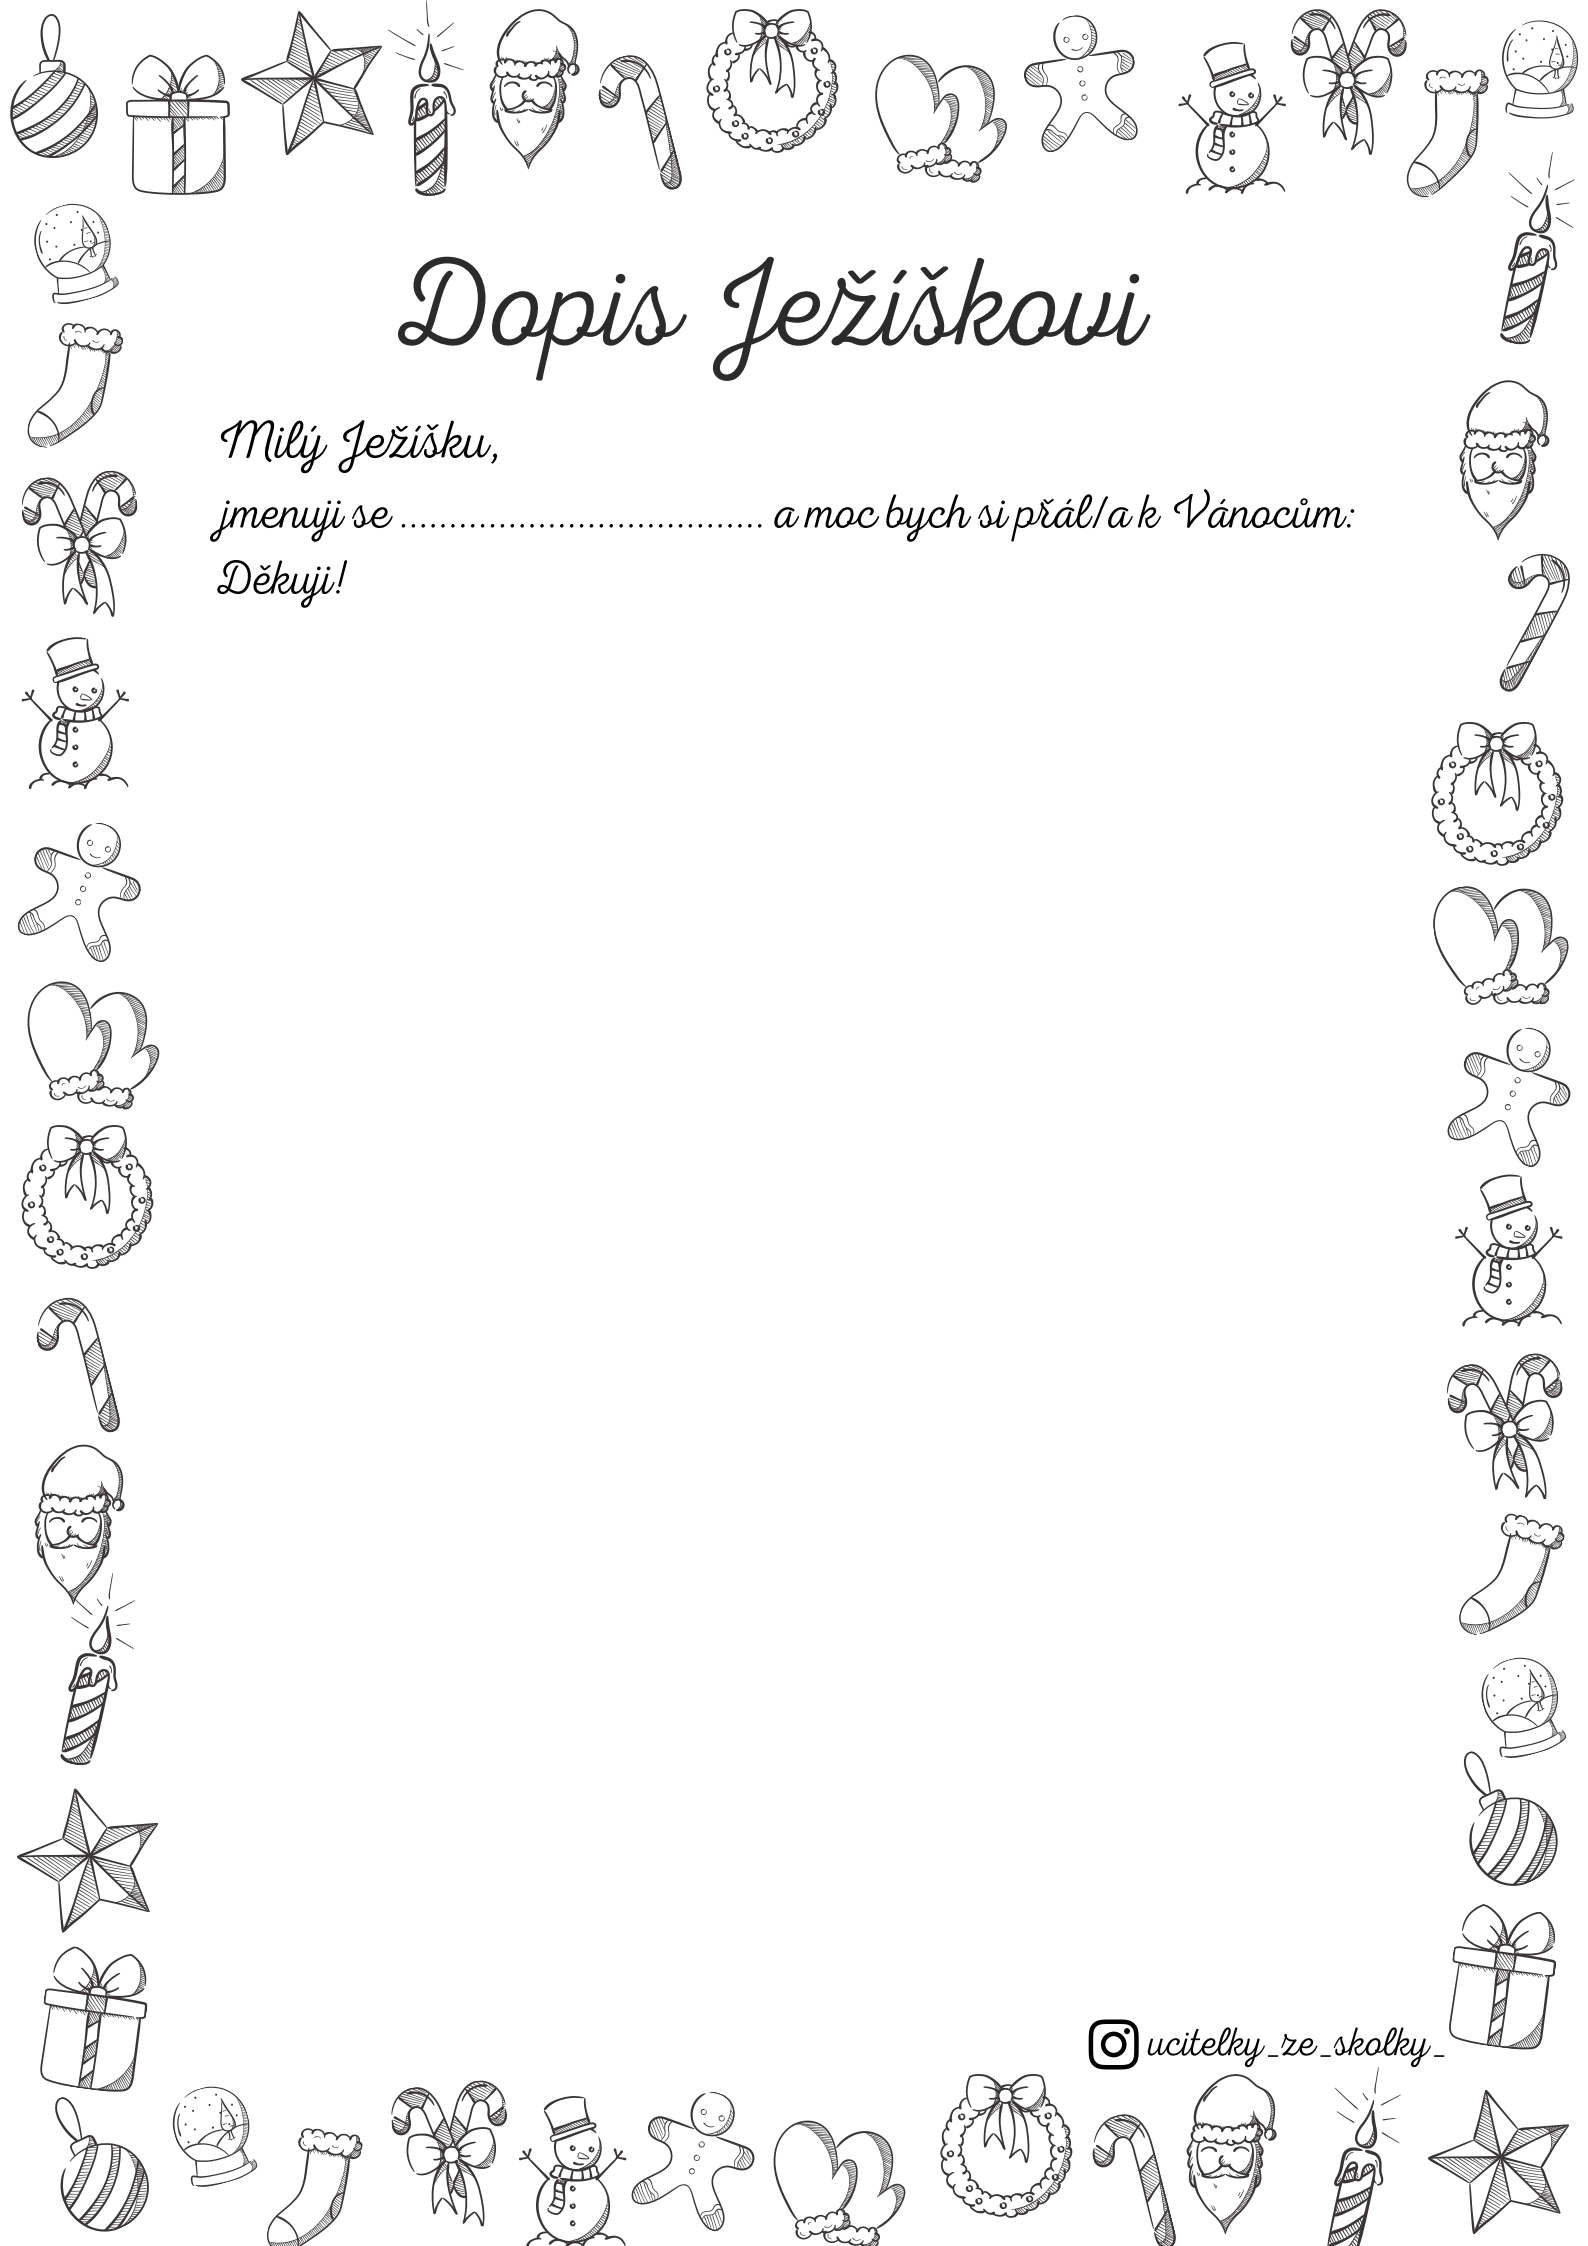 Dopis Ježíškovi
Milý Ježíšku,
jmenuji se ..................................... a moc bych si přál/a k Vánocům:
Děkuji!
ucitelky_ze_skolky_